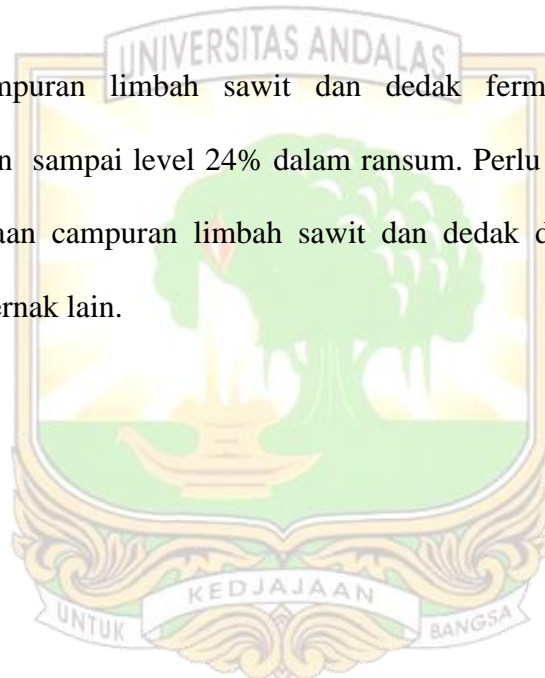 UNIVERSITAS ANDALAS
mpuran limbah sawit dan dedak ferm
n sampai level 24% dalam ransum. Perlu
aan campuran limbah sawit dan dedak d
ernak lain.
UNTUK KEDJAJAAN BANGSA